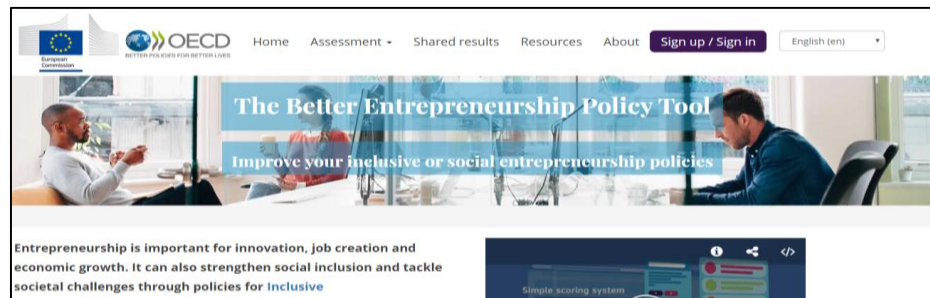 European
Commission
OECD
BETTER POLICIES FOR BETTER LIVES
Home Assessment Shared results Resources About Sign up / Sign in English (en)
The Better Entrepreneurship Policy Tool
Improve your inclusive or social entrepreneurship policies
Entrepreneurship is important for innovation, job creation and
economic growth. It can also strengthen social inclusion and tackle
societal challenges through policies for Inclusive
Simple scoring system